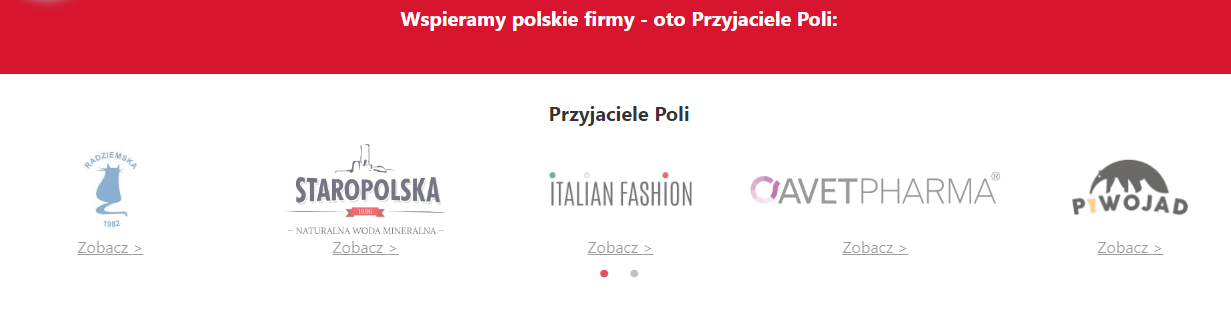 Wspieramy polskie firmy - oto Przyjaciele Poli:
Przyjaciele Poli
RADZIEMSKA
1982
Zobacz >
STAROPOLSKA
1996
NATURALNA WODA MINERALNA
Zobacz >
iTALIAN FASHION
Zobacz >
AVETPHARMA®
Zobacz >
PIWOJAD
Zobacz >